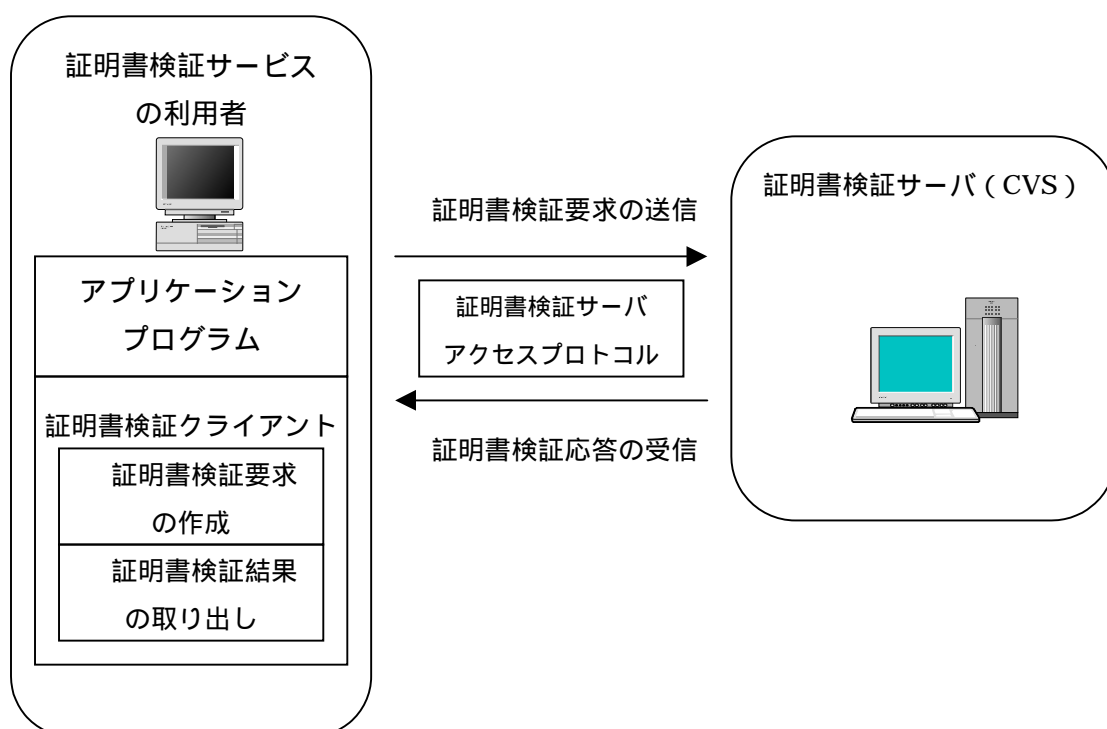 証明書検証サービス
の利用者
アプリケーション
プログラム
証明書検証クライアント
証明書検証要求
の作成
証明書検証結果
の取り出し
証明書検証要求の送信
証明書検証サーバ
アクセスプロトコル
証明書検証応答の受信
証明書検証サーバ（CVS）